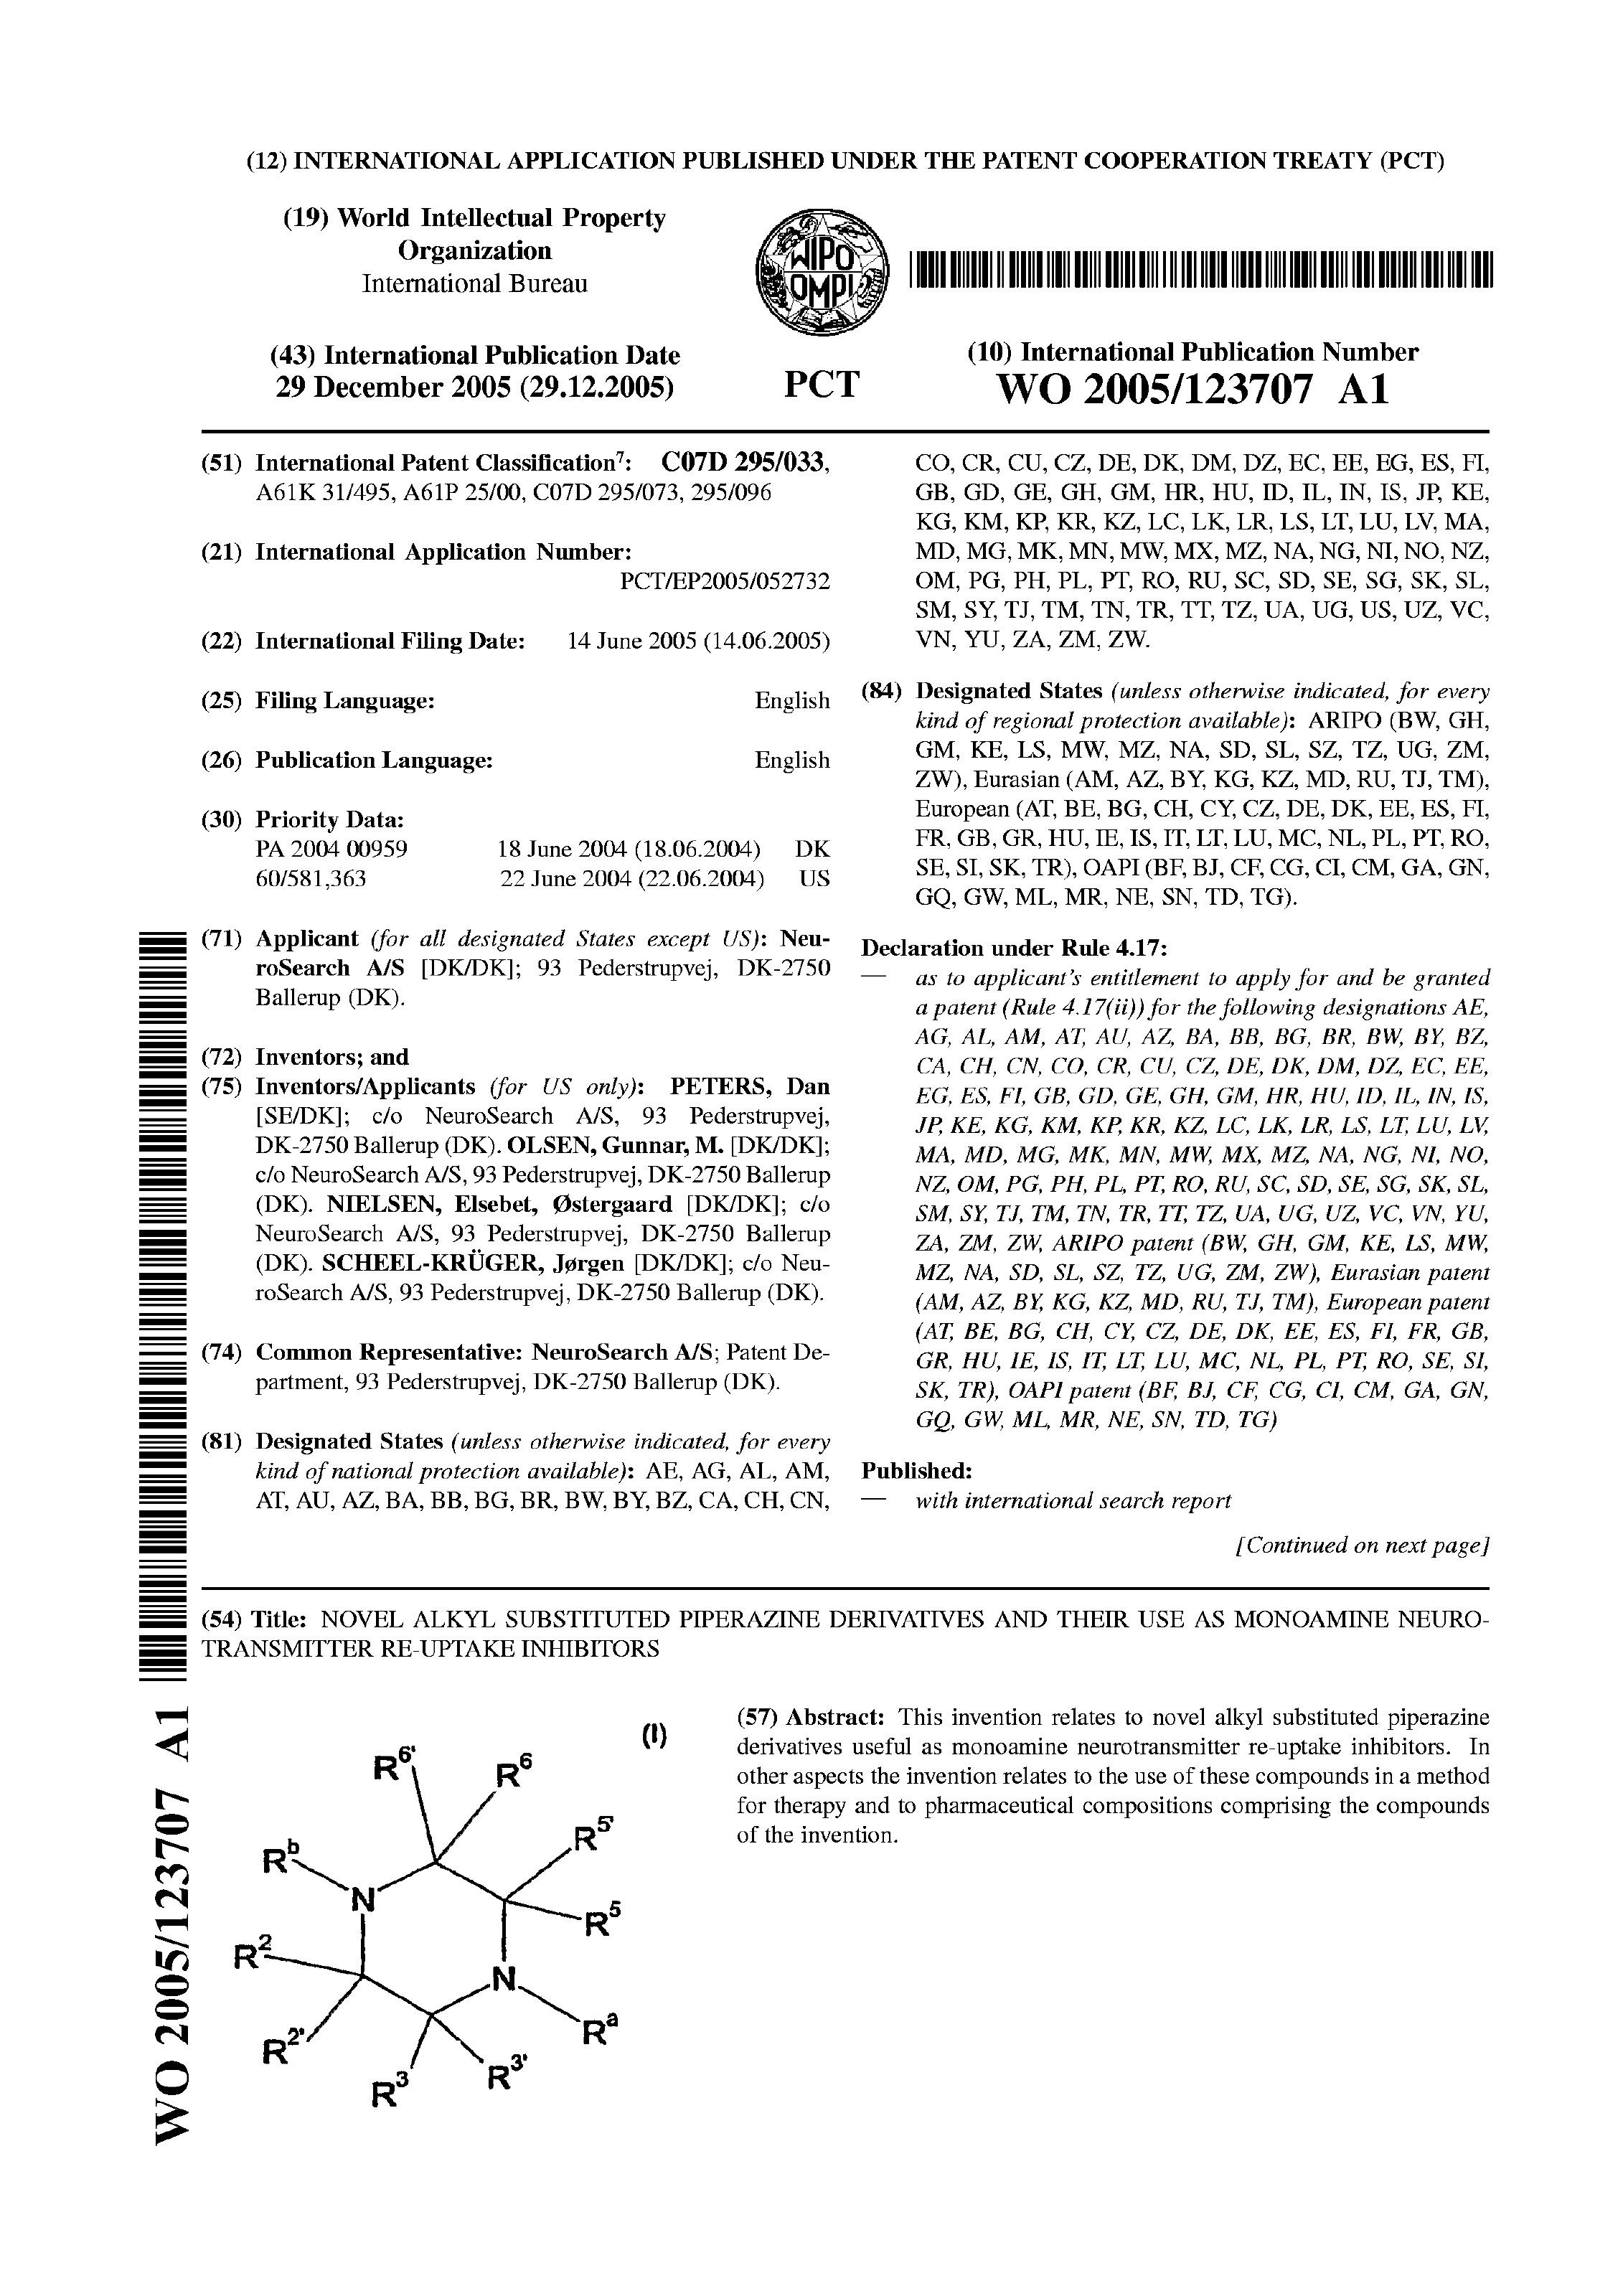 (12) INTERNATIONAL APPLICATION PUBLISHED UNDER THE PATENT COOPERATION TREATY (PCT)
(19) World Intellectual Property
Organization
International Bureau
WIPO
OMPI
(43) International Publication Date
29 December 2005 (29.12.2005)
PCT
(10) International Publication Number
WO 2005/123707 A1
(51) International Patent Classification⁷: C07D 295/033,
A61K 31/495, A61P 25/00, C07D 295/073, 295/096
(21) International Application Number:
PCT/EP2005/052732
(22) International Filing Date: 14 June 2005 (14.06.2005)
(25) Filing Language: English
(26) Publication Language: English
(30) Priority Data:
PA 2004 00959 18 June 2004 (18.06.2004) DK
60/581,363 22 June 2004 (22.06.2004) US
(71) Applicant (for all designated States except US): Neu-
roSearch A/S [DK/DK]; 93 Pederstrupvej, DK-2750
Ballerup (DK).
(72) Inventors; and
(75) Inventors/Applicants (for US only): PETERS, Dan
[SE/DK]; c/o NeuroSearch A/S, 93 Pederstrupvej,
DK-2750 Ballerup (DK). OLSEN, Gunnar, M. [DK/DK];
c/o NeuroSearch A/S, 93 Pederstrupvej, DK-2750 Ballerup
(DK). NIELSEN, Elsebet, Østergaard [DK/DK]; c/o
NeuroSearch A/S, 93 Pederstrupvej, DK-2750 Ballerup
(DK). SCHEEL-KRÜGER, Jørgen [DK/DK]; c/o Neu-
roSearch A/S, 93 Pederstrupvej, DK-2750 Ballerup (DK).
(74) Common Representative: NeuroSearch A/S; Patent De-
partment, 93 Pederstrupvej, DK-2750 Ballerup (DK).
(81) Designated States (unless otherwise indicated, for every
kind of national protection available): AE, AG, AL, AM,
AT, AU, AZ, BA, BB, BG, BR, BW, BY, BZ, CA, CH, CN,
CO, CR, CU, CZ, DE, DK, DM, DZ, EC, EE, EG, ES, FI,
GB, GD, GE, GH, GM, HR, HU, ID, IL, IN, IS, JP, KE,
KG, KM, KP, KR, KZ, LC, LK, LR, LS, LT, LU, LV, MA,
MD, MG, MK, MN, MW, MX, MZ, NA, NG, NI, NO, NZ,
OM, PG, PH, PL, PT, RO, RU, SC, SD, SE, SG, SK, SL,
SM, SY, TJ, TM, TN, TR, TT, TZ, UA, UG, US, UZ, VC,
VN, YU, ZA, ZM, ZW.
(84) Designated States (unless otherwise indicated, for every
kind of regional protection available): ARIPO (BW, GH,
GM, KE, LS, MW, MZ, NA, SD, SL, SZ, TZ, UG, ZM,
ZW), Eurasian (AM, AZ, BY, KG, KZ, MD, RU, TJ, TM),
European (AT, BE, BG, CH, CY, CZ, DE, DK, EE, ES, FI,
FR, GB, GR, HU, IE, IS, IT, LT, LU, MC, NL, PL, PT, RO,
SE, SI, SK, TR), OAPI (BF, BJ, CF, CG, CI, CM, GA, GN,
GQ, GW, ML, MR, NE, SN, TD, TG).
Declaration under Rule 4.17:
— as to applicant's entitlement to apply for and be granted
a patent (Rule 4.17(ii)) for the following designations AE,
AG, AL, AM, AT, AU, AZ, BA, BB, BG, BR, BW, BY, BZ,
CA, CH, CN, CO, CR, CU, CZ, DE, DK, DM, DZ, EC, EE,
EG, ES, FI, GB, GD, GE, GH, GM, HR, HU, ID, IL, IN, IS,
JP, KE, KG, KM, KP, KR, KZ, LC, LK, LR, LS, LT, LU, LV,
MA, MD, MG, MK, MN, MW, MX, MZ, NA, NG, NI, NO,
NZ, OM, PG, PH, PL, PT, RO, RU, SC, SD, SE, SG, SK, SL,
SM, SY, TJ, TM, TN, TR, TT, TZ, UA, UG, UZ, VC, VN, YU,
ZA, ZM, ZW, ARIPO patent (BW, GH, GM, KE, LS, MW,
MZ, NA, SD, SL, SZ, TZ, UG, ZM, ZW), Eurasian patent
(AM, AZ, BY, KG, KZ, MD, RU, TJ, TM), European patent
(AT, BE, BG, CH, CY, CZ, DE, DK, EE, ES, FI, FR, GB,
GR, HU, IE, IS, IT, LT, LU, MC, NL, PL, PT, RO, SE, SI,
SK, TR), OAPI patent (BF, BJ, CF, CG, CI, CM, GA, GN,
GQ, GW, ML, MR, NE, SN, TD, TG)
Published:
— with international search report
[Continued on next page]
(54) Title: NOVEL ALKYL SUBSTITUTED PIPERAZINE DERIVATIVES AND THEIR USE AS MONOAMINE NEURO-
TRANSMITTER RE-UPTAKE INHIBITORS
(I)
R6' R6
R5'
Rb
N
R5
R2
N
R2'
Ra
R3 R3'
(57) Abstract: This invention relates to novel alkyl substituted piperazine
derivatives useful as monoamine neurotransmitter re-uptake inhibitors. In
other aspects the invention relates to the use of these compounds in a method
for therapy and to pharmaceutical compositions comprising the compounds
of the invention.
WO 2005/123707 A1